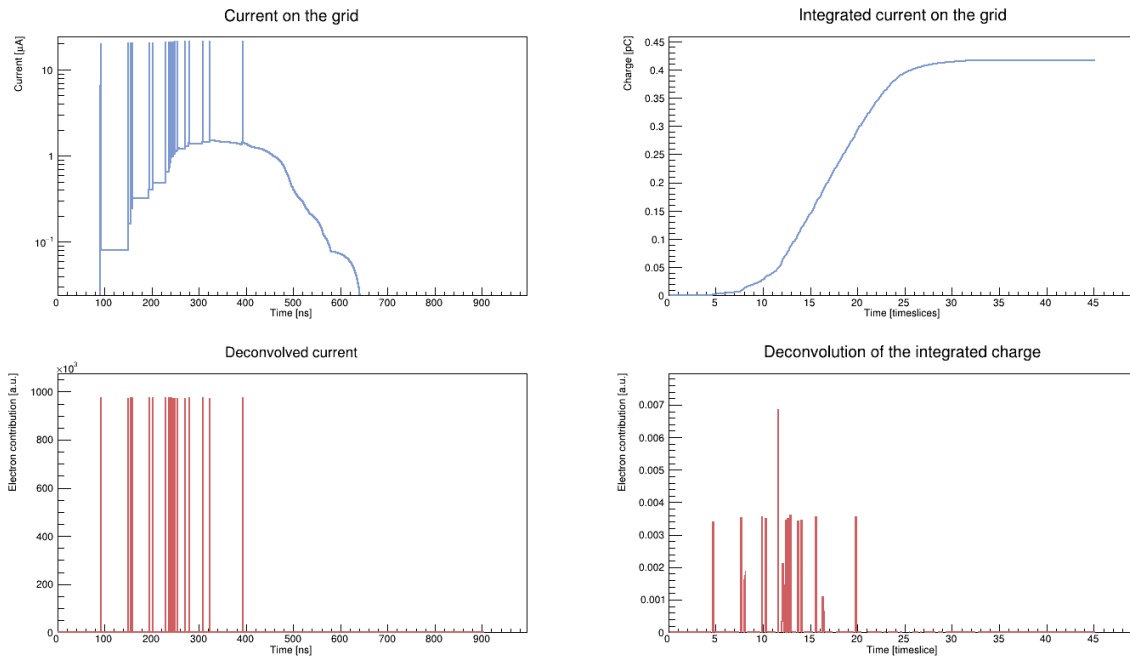 Current on the grid
Current [µA]
10
1
10⁻¹
0 100 200 300 400 500 600 700 800 900
Time [ns]
Integrated current on the grid
Charge [pC]
0.45
0.4
0.35
0.3
0.25
0.2
0.15
0.1
0.05
0
0 5 10 15 20 25 30 35 40 45
Time [timeslices]
Deconvolved current
×10³
Electron contribution [a.u.]
1000
800
600
400
200
0
0 100 200 300 400 500 600 700 800 900
Time [ns]
Deconvolution of the integrated charge
Electron contribution [a.u.]
0.007
0.006
0.005
0.004
0.003
0.002
0.001
0
0 5 10 15 20 25 30 35 40 45
Time [timeslice]